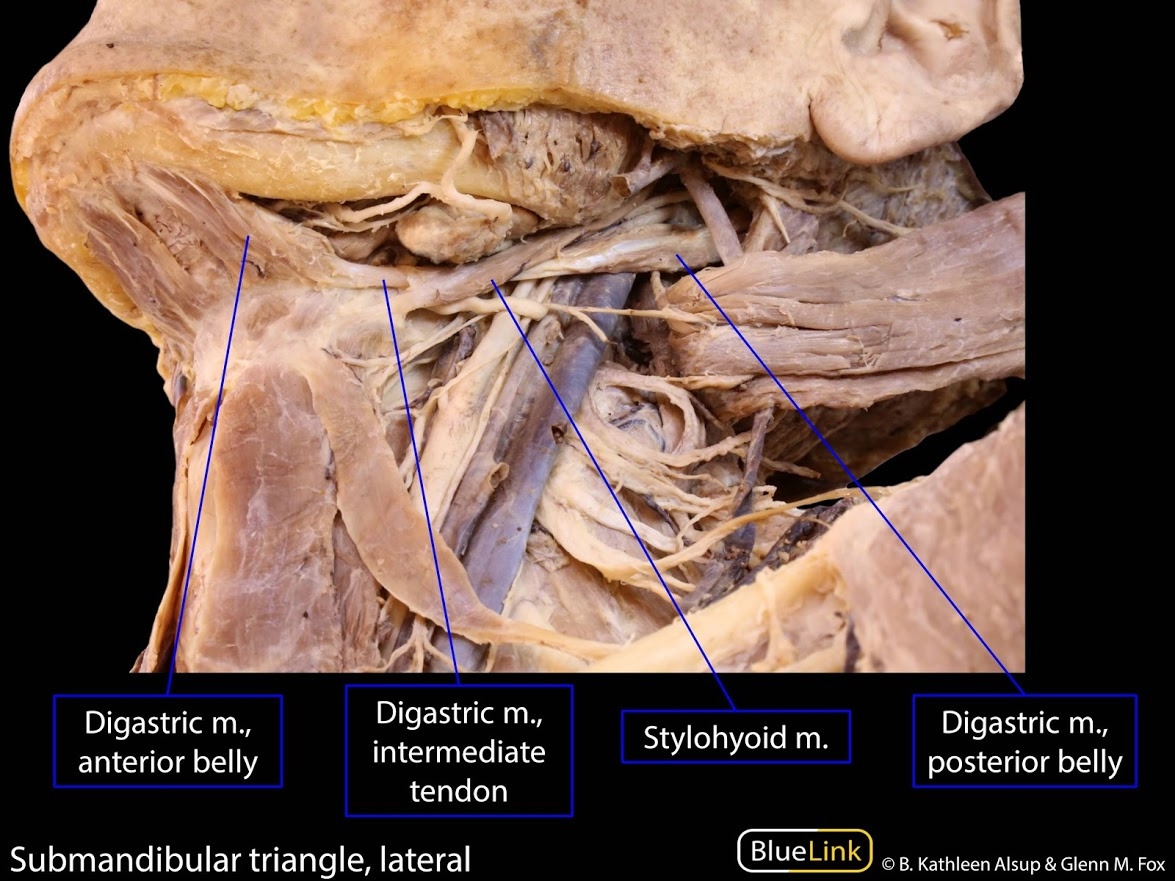 Digastric m.,
anterior belly
Digastric m.,
intermediate
tendon
Stylohyoid m.
Digastric m.,
posterior belly
Submandibular triangle, lateral
BlueLink
© B. Kathleen Alsup & Glenn M. Fox